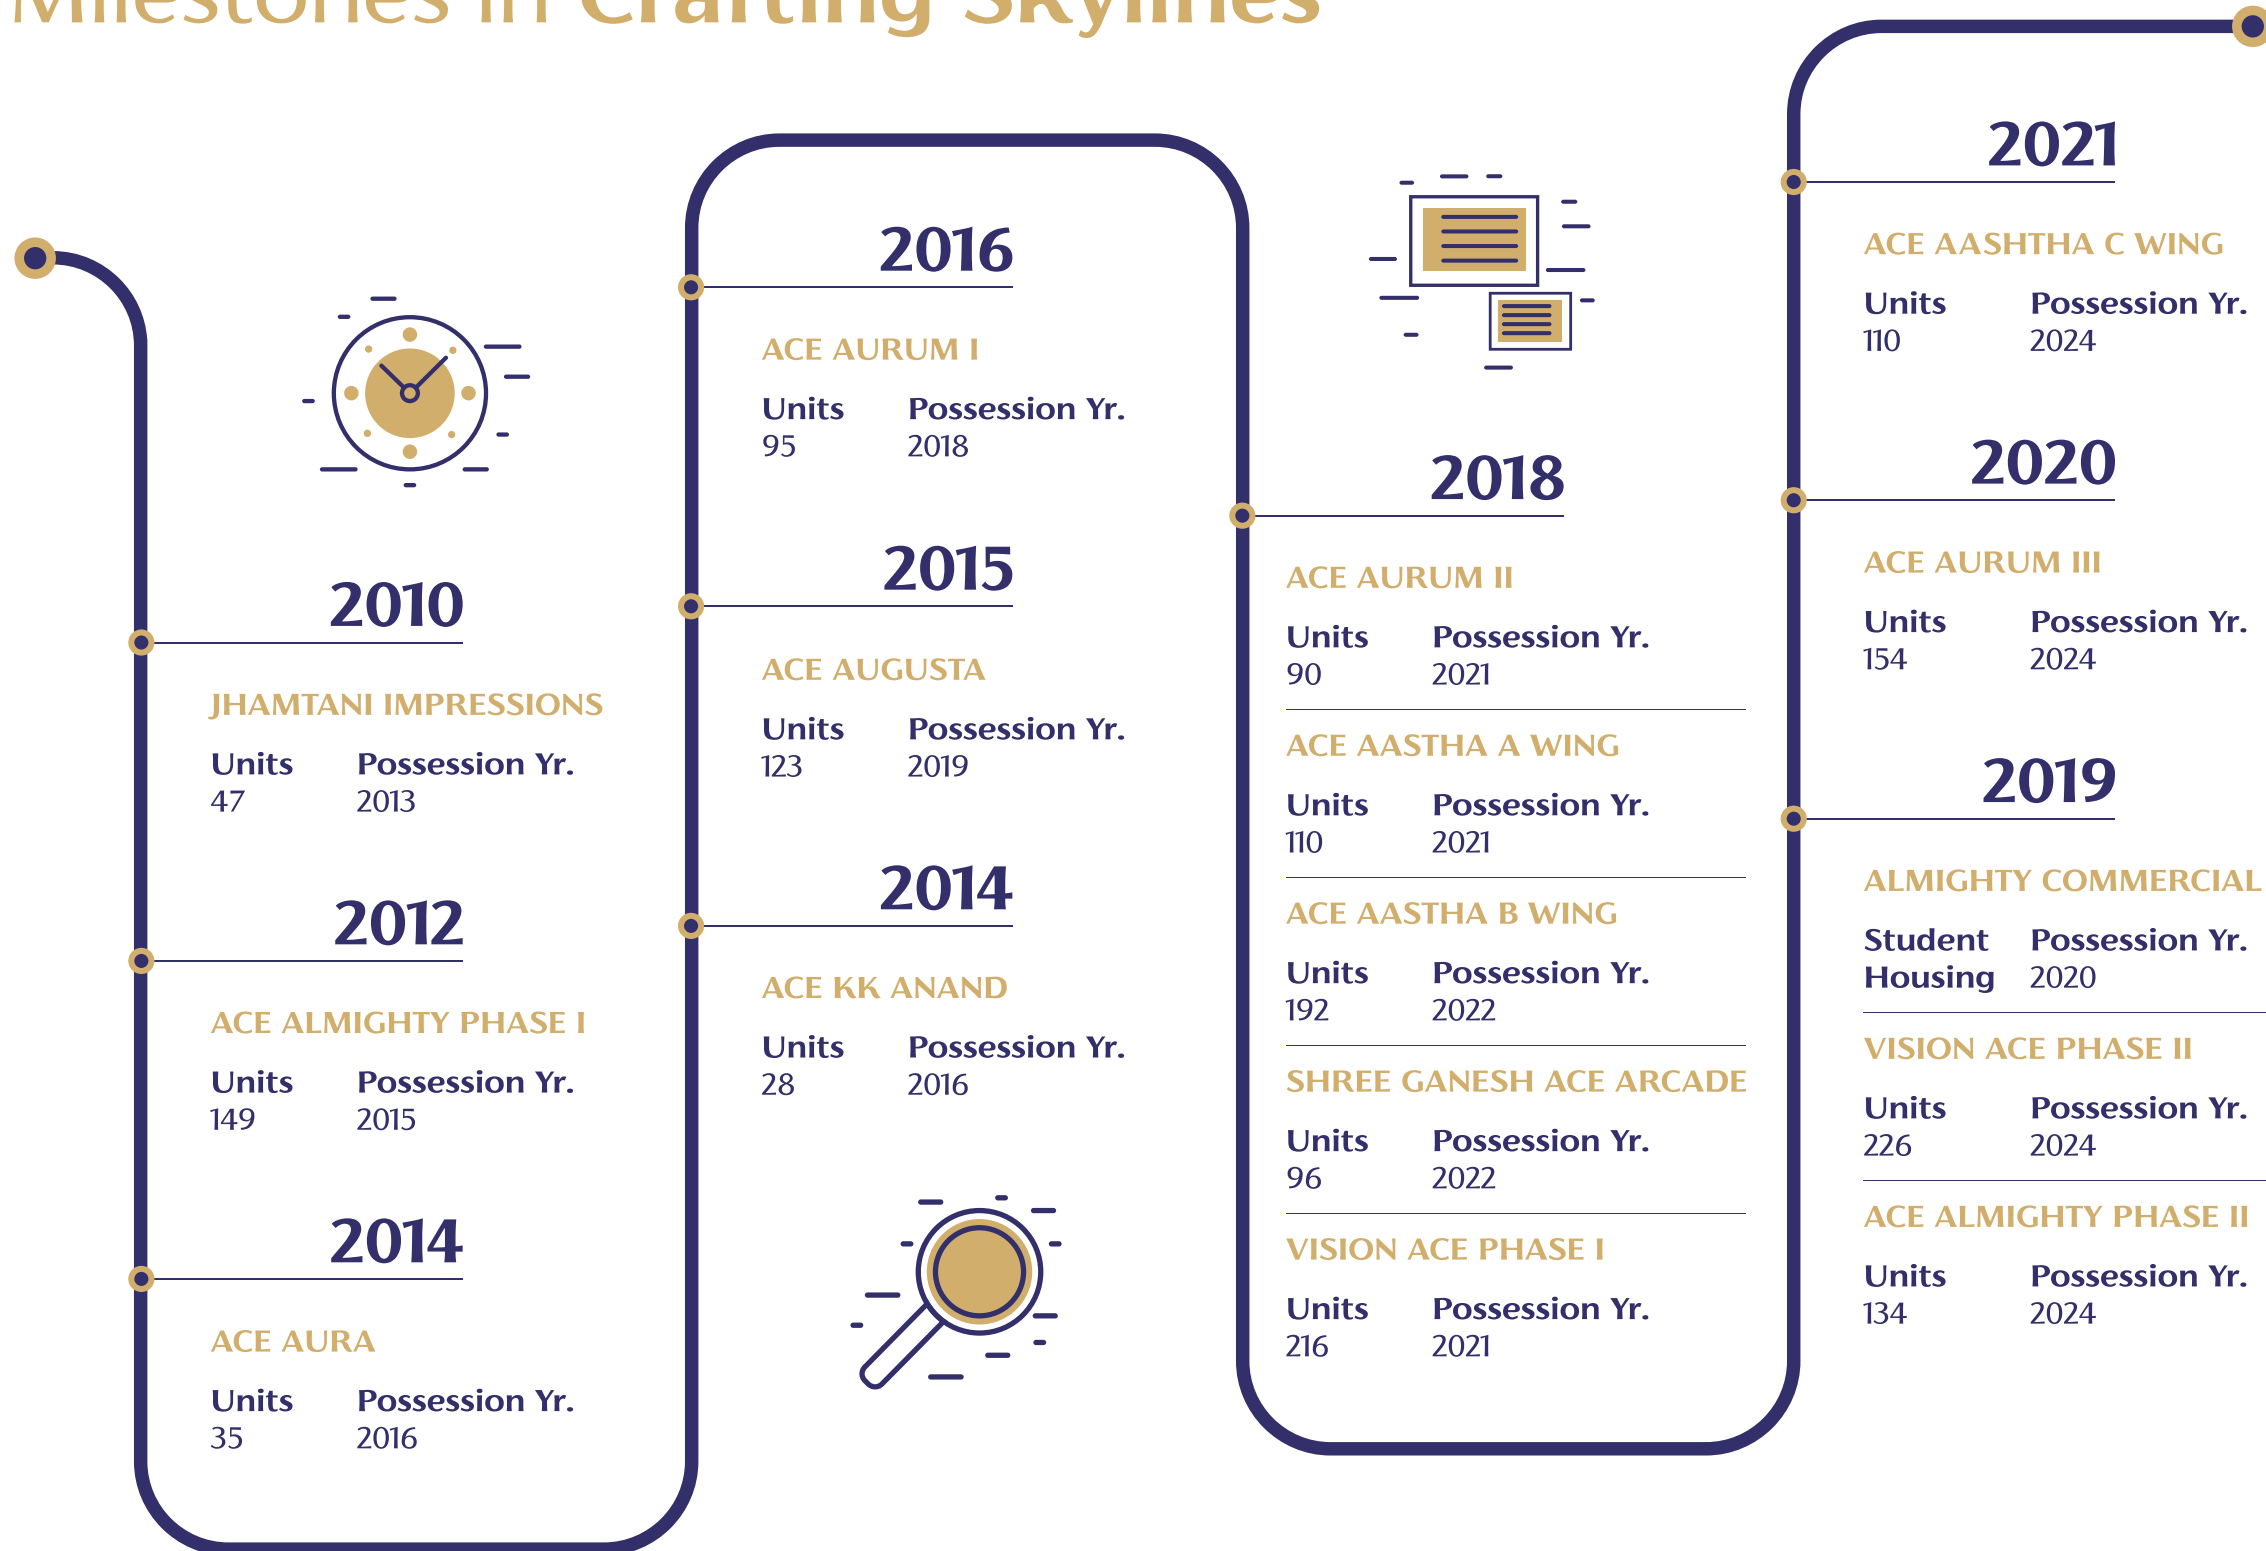 Milestones in Crafting Skylines
2010
JHAMTANI IMPRESSIONS
Units Possession Yr.
47 2013
2012
ACE ALMIGHTY PHASE I
Units Possession Yr.
149 2015
2014
ACE AURA
Units Possession Yr.
35 2016
2016
ACE AURUM I
Units Possession Yr.
95 2018
2015
ACE AUGUSTA
Units Possession Yr.
123 2019
2014
ACE KK ANAND
Units Possession Yr.
28 2016
2018
ACE AURUM II
Units Possession Yr.
90 2021
ACE AASTHA A WING
Units Possession Yr.
110 2021
ACE AASTHA B WING
Units Possession Yr.
192 2022
SHREE GANESH ACE ARCADE
Units Possession Yr.
96 2022
VISION ACE PHASE I
Units Possession Yr.
216 2021
2021
ACE AASHTHA C WING
Units Possession Yr.
110 2024
2020
ACE AURUM III
Units Possession Yr.
154 2024
2019
ALMIGHTY COMMERCIAL
Student Possession Yr.
Housing 2020
VISION ACE PHASE II
Units Possession Yr.
226 2024
ACE ALMIGHTY PHASE II
Units Possession Yr.
134 2024